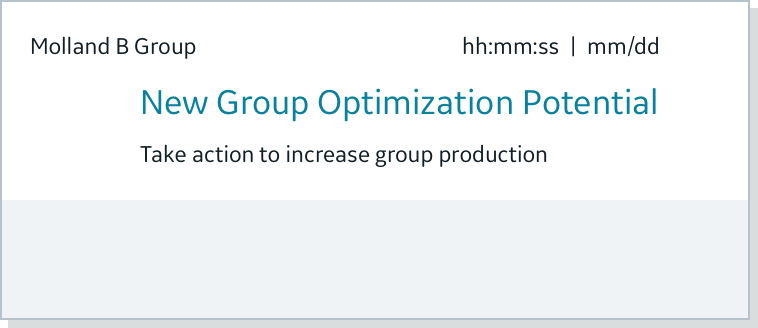 Molland B Group hh:mm:ss | mm/dd
New Group Optimization Potential
Take action to increase group production